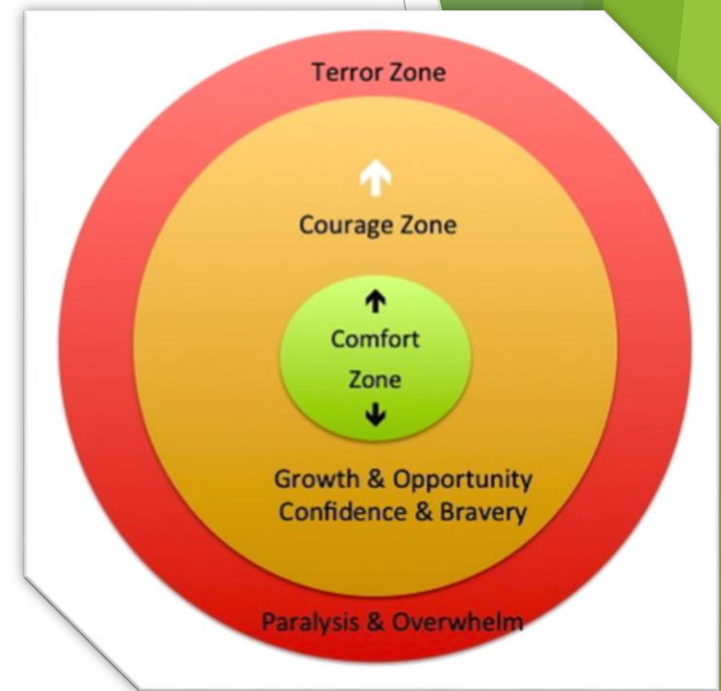 Terror Zone
Courage Zone
Comfort
Zone
Growth & Opportunity
Confidence & Bravery
Paralysis & Overwhelm